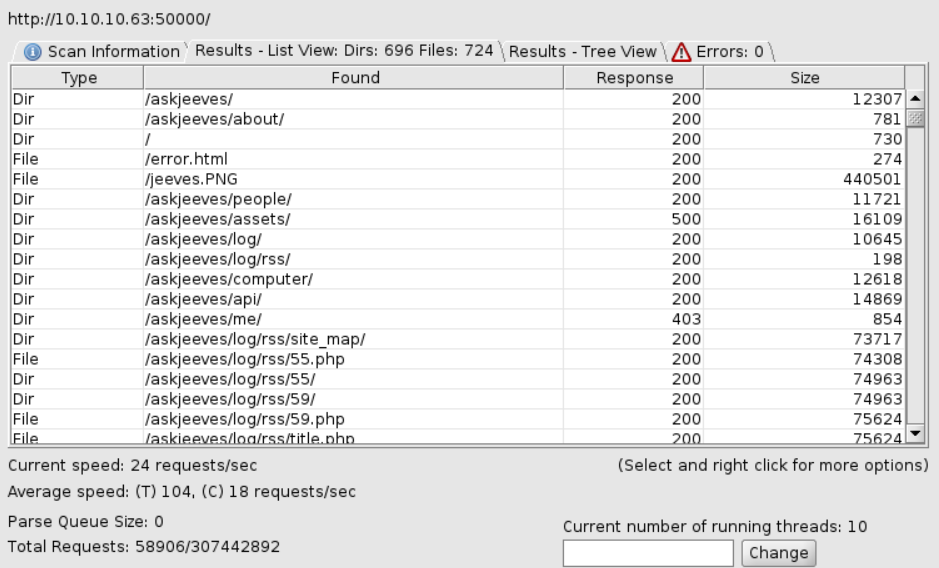 http://10.10.10.63:50000/
Scan Information Results - List View: Dirs: 696 Files: 724 Results - Tree View Errors: 0
Type Found Response Size
Dir /askjeeves/ 200 12307
Dir /askjeeves/about/ 200 781
Dir / 200 730
File /error.html 200 274
File /jeeves.PNG 200 440501
Dir /askjeeves/people/ 200 11721
Dir /askjeeves/assets/ 500 16109
Dir /askjeeves/log/ 200 10645
Dir /askjeeves/log/rss/ 200 198
Dir /askjeeves/computer/ 200 12618
Dir /askjeeves/api/ 200 14869
Dir /askjeeves/me/ 403 854
Dir /askjeeves/log/rss/site_map/ 200 73717
File /askjeeves/log/rss/55.php 200 74308
Dir /askjeeves/log/rss/55/ 200 74963
Dir /askjeeves/log/rss/59/ 200 74963
File /askjeeves/log/rss/59.php 200 75624
File /askjeeves/log/rss/title.php 200 75624
Current speed: 24 requests/sec (Select and right click for more options)
Average speed: (T) 104, (C) 18 requests/sec
Parse Queue Size: 0
Total Requests: 58906/307442892
Current number of running threads: 10
Change